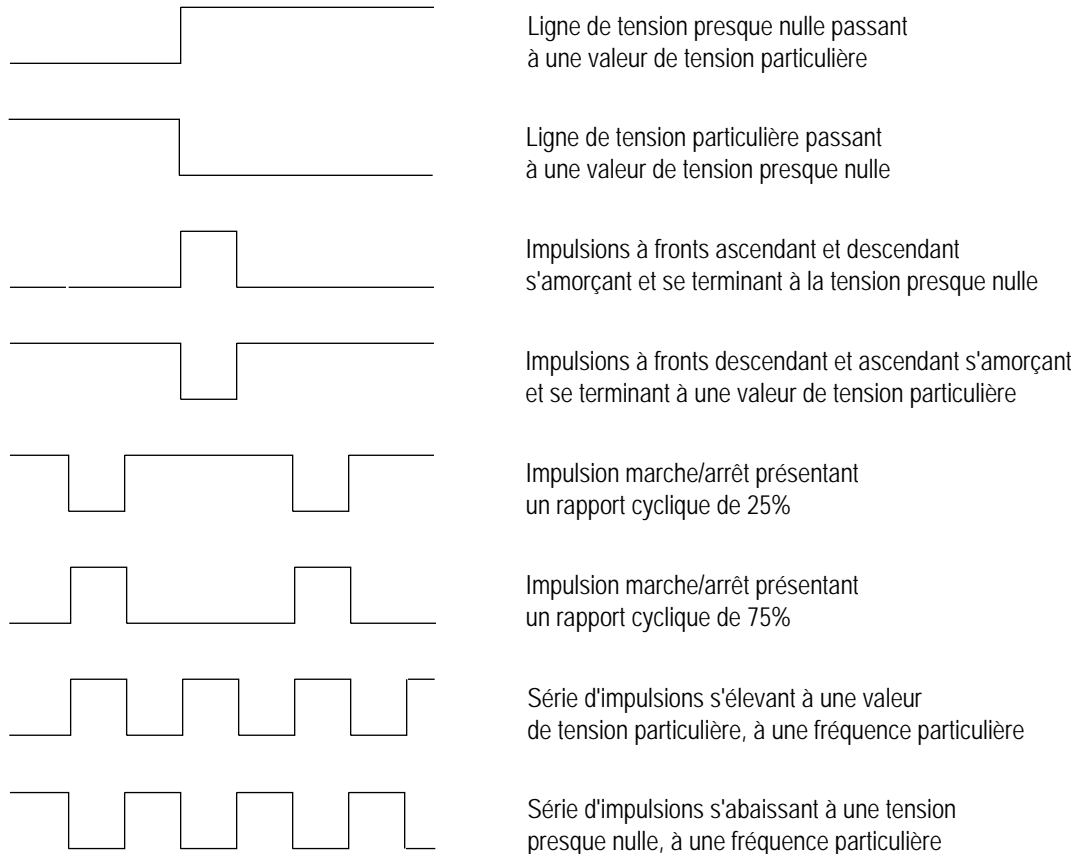 Ligne de tension presque nulle passant
à une valeur de tension particulière
Ligne de tension particulière passant
à une valeur de tension presque nulle
Impulsions à fronts ascendant et descendant
s'amorçant et se terminant à la tension presque nulle
Impulsions à fronts descendant et ascendant s'amorçant
et se terminant à une valeur de tension particulière
Impulsion marche/arrêt présentant
un rapport cyclique de 25%
Impulsion marche/arrêt présentant
un rapport cyclique de 75%
Série d'impulsions s'élevant à une valeur
de tension particulière, à une fréquence particulière
Série d'impulsions s'abaissant à une tension
presque nulle, à une fréquence particulière